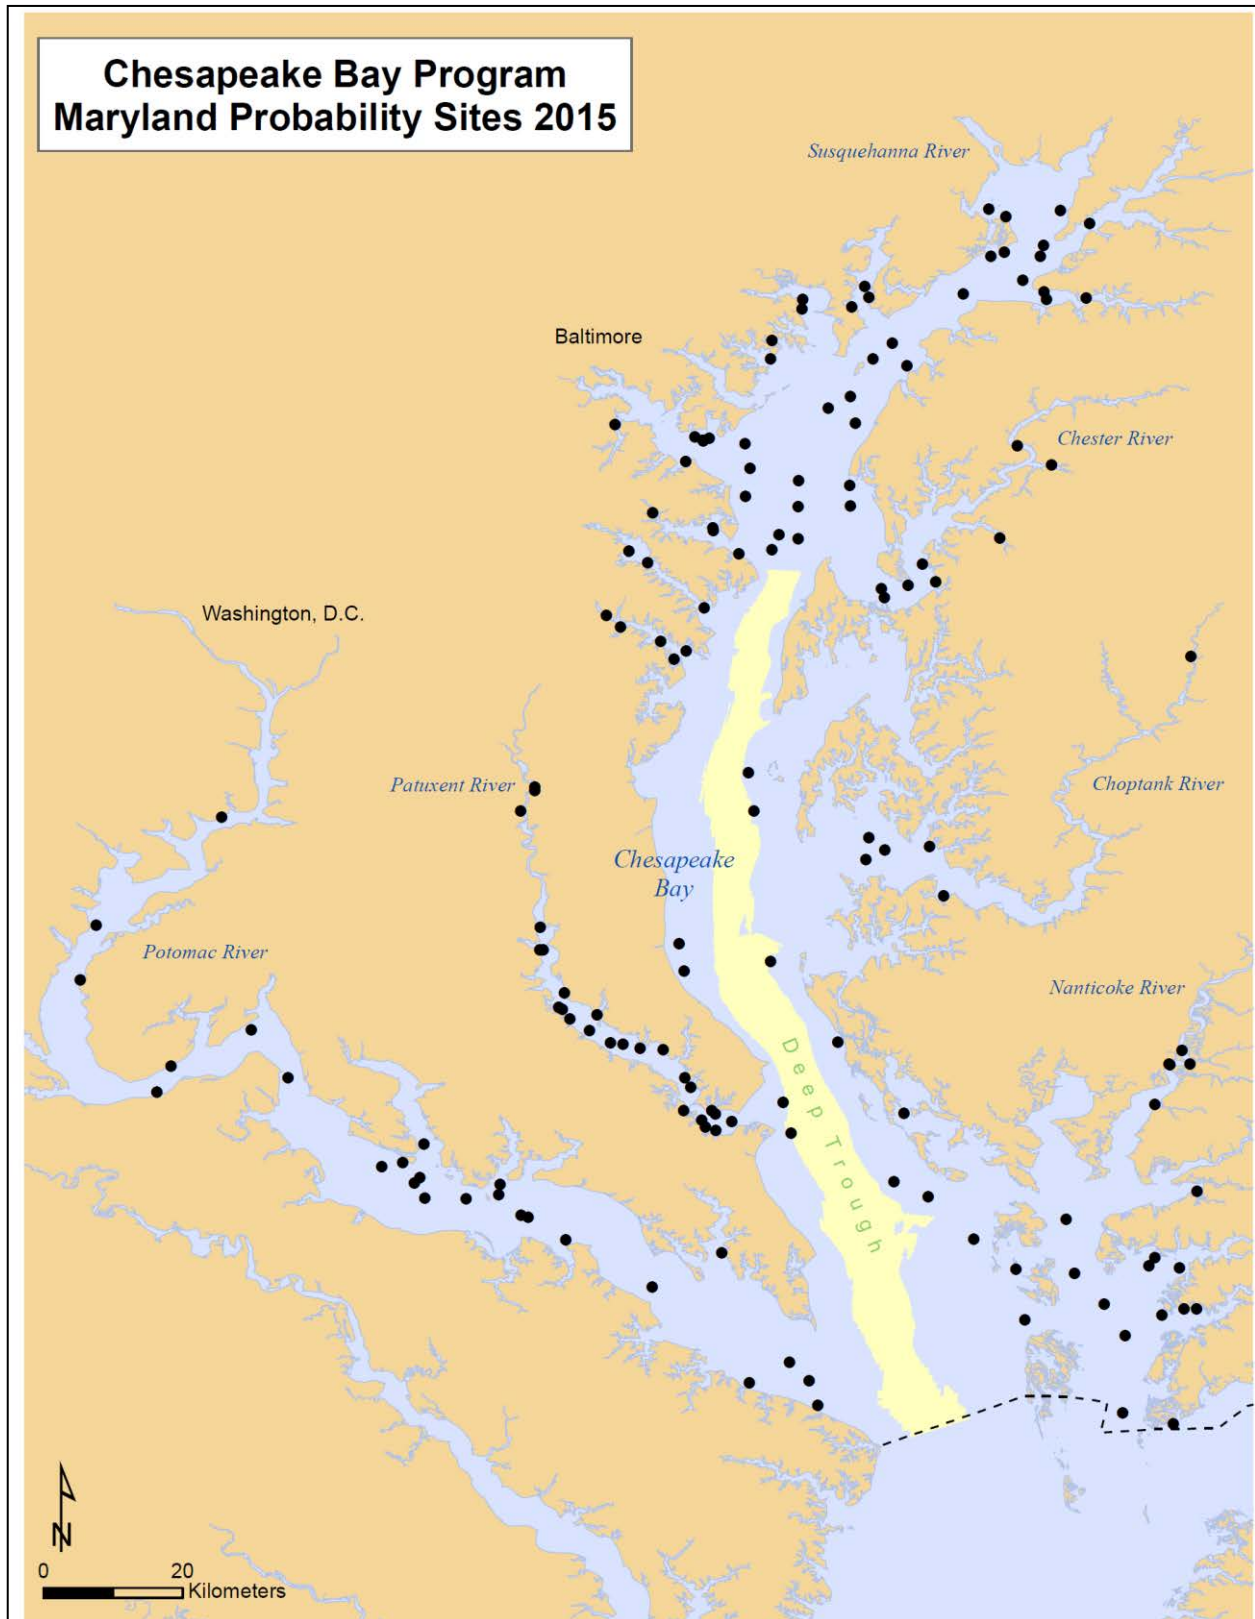 Chesapeake Bay Program
Maryland Probability Sites 2015
Susquehanna River
Baltimore
Chester River
Washington, D.C.
Patuxent River
Choptank River
Chesapeake
Bay
Potomac River
Nanticoke River
Deep Trough
N
0 20
Kilometers